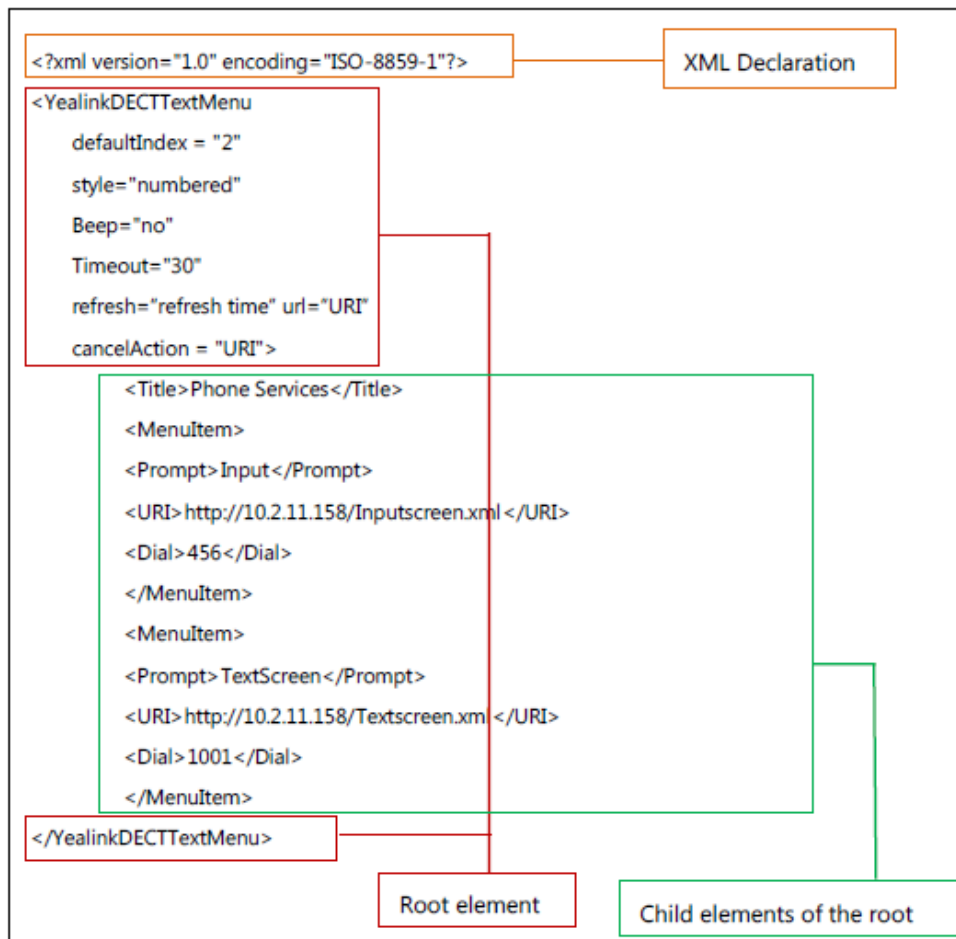 <?xml version="1.0" encoding="ISO-8859-1"?>
XML Declaration
<YealinkDECTTextMenu
defaultIndex = "2"
style="numbered"
Beep="no"
Timeout="30"
refresh="refresh time" url="URI"
cancelAction = "URI">
<Title>Phone Services</Title>
<MenuItem>
<Prompt>Input</Prompt>
<URI>http://10.2.11.158/Inputscreen.xml</URI>
<Dial>456</Dial>
</MenuItem>
<MenuItem>
<Prompt>TextScreen</Prompt>
<URI>http://10.2.11.158/Textscreen.xml</URI>
<Dial>1001</Dial>
</MenuItem>
</YealinkDECTTextMenu>
Root element
Child elements of the root